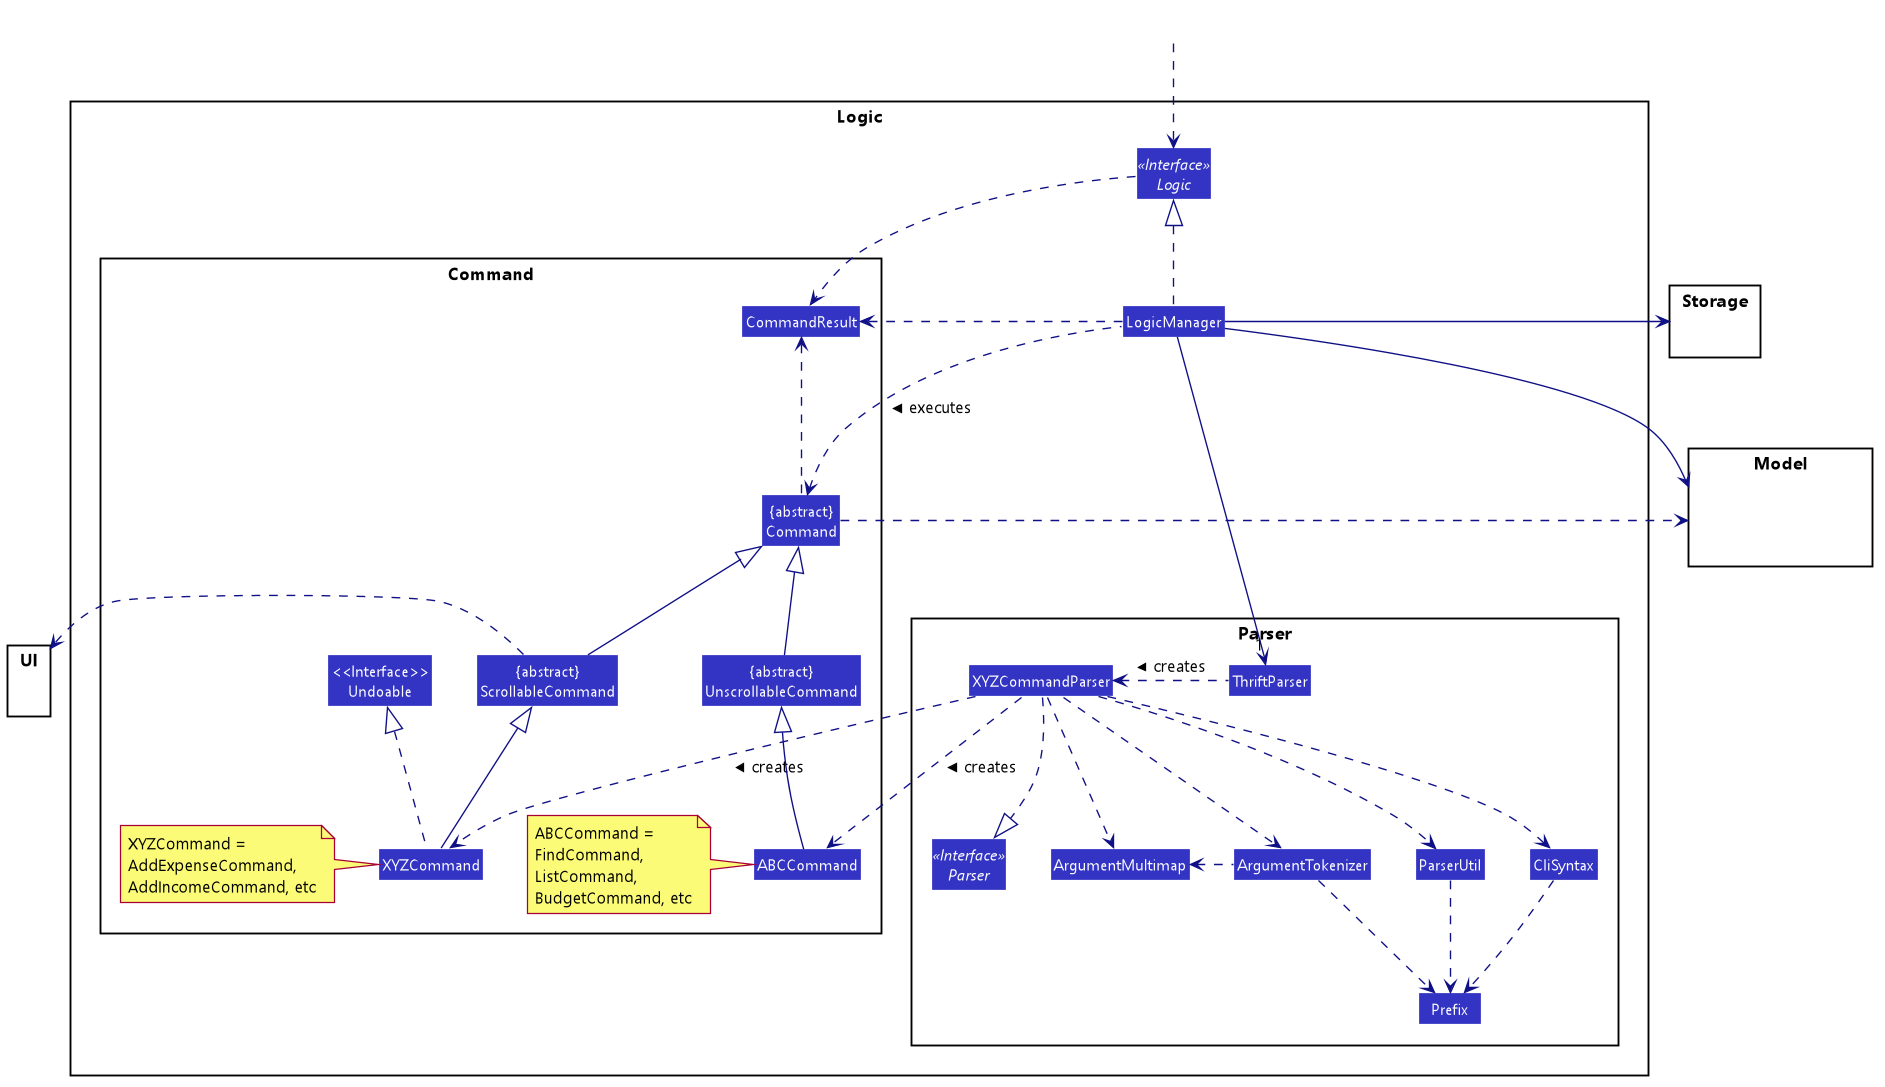 Logic
«Interface»
Logic
Command
Storage
CommandResult
LogicManager
◄ executes
Model
{abstract}
Command
Parser
UI
<<Interface>>
Undoable
{abstract}
ScrollableCommand
{abstract}
UnscrollableCommand
◄ creates
XYZCommandParser
ThriftParser
◄ creates
◄ creates
XYZCommand =
AddExpenseCommand,
AddIncomeCommand, etc
XYZCommand
ABCCommand =
FindCommand,
ListCommand,
BudgetCommand, etc
ABCCommand
«Interface»
Parser
ArgumentMultimap
ArgumentTokenizer
ParserUtil
CliSyntax
Prefix